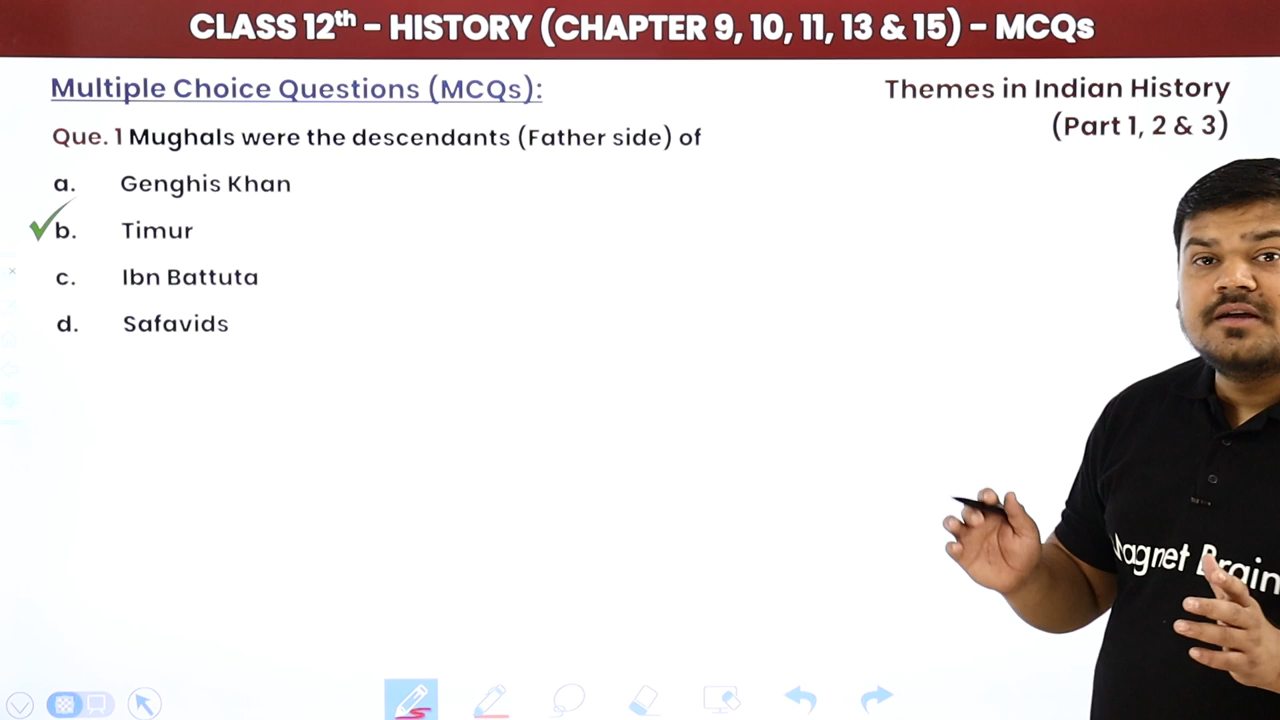 CLASS 12th - HISTORY (CHAPTER 9, 10, 11, 13 & 15) - MCQs
Multiple Choice Questions (MCQs):
Themes in Indian History
(Part 1, 2 & 3)
Que. 1 Mughals were the descendants (Father side) of
a. Genghis Khan
b. Timur
c. Ibn Battuta
d. Safavids
agnet Brain